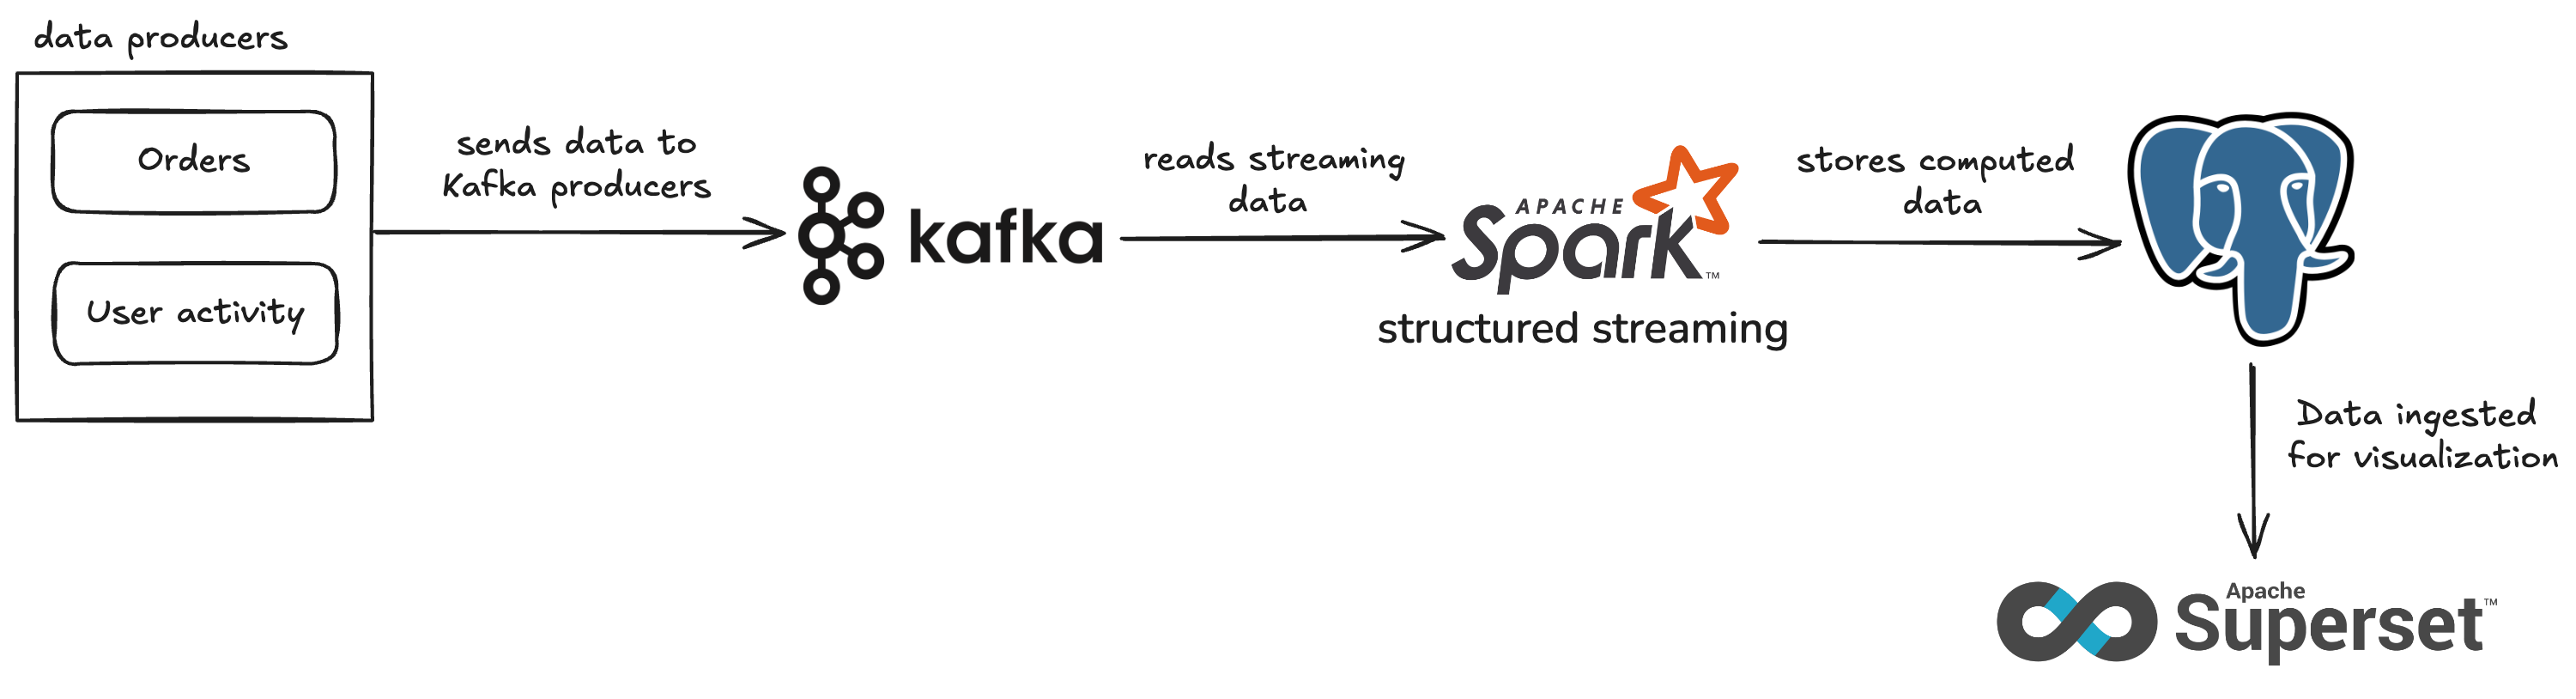 data producers
Orders
User activity
sends data to
Kafka producers
kafka
reads streaming
data
APACHE
Spark™
structured streaming
stores computed
data
Data ingested
for visualization
Apache
Superset™